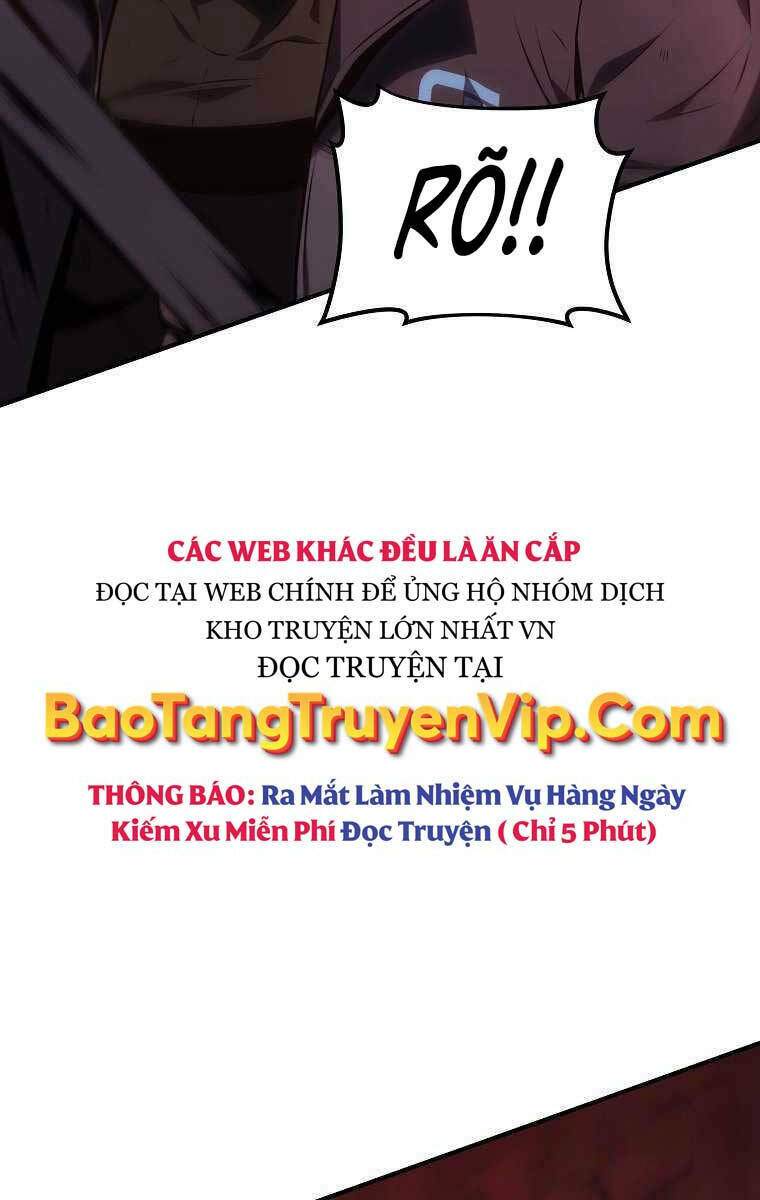 RÕ!!
CÁC WEB KHÁC ĐỀU LÀ ĂN CẮP
ĐỌC TẠI WEB CHÍNH ĐỂ ỦNG HỘ NHÓM DỊCH
KHO TRUYỆN LỚN NHẤT VN
ĐỌC TRUYỆN TẠI
BaoTangTruyenVip.Com
THÔNG BÁO: Ra Mắt Làm Nhiệm Vụ Hàng Ngày
Kiếm Xu Miễn Phí Đọc Truyện ( Chỉ 5 Phút)